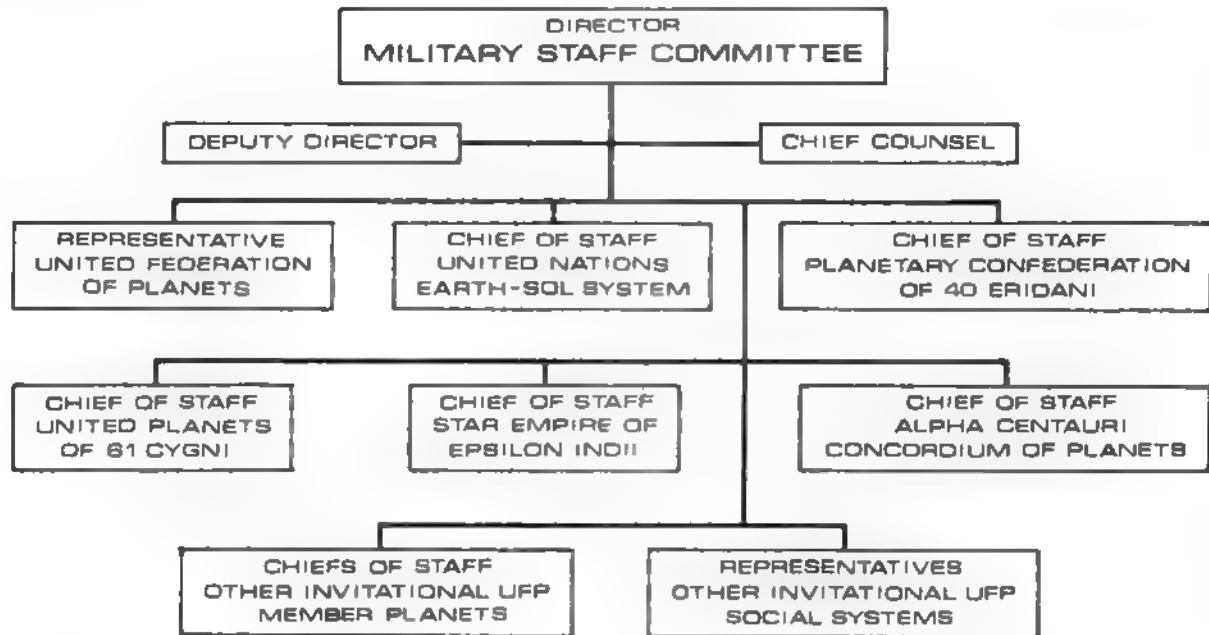 DIRECTOR
MILITARY STAFF COMMITTEE
DEPUTY DIRECTOR
CHIEF COUNSEL
REPRESENTATIVE
UNITED FEDERATION
OF PLANETS
CHIEF OF STAFF
UNITED NATIONS
EARTH-SOL SYSTEM
CHIEF OF STAFF
PLANETARY CONFEDERATION
OF 40 ERIDANI
CHIEF OF STAFF
UNITED PLANETS
OF 61 CYGNI
CHIEF OF STAFF
STAR EMPIRE OF
EPSILON INDII
CHIEF OF STAFF
ALPHA CENTAURI
CONCORDIUM OF PLANETS
CHIEFS OF STAFF
OTHER INVITATIONAL UFP
MEMBER PLANETS
REPRESENTATIVES
OTHER INVITATIONAL UFP
SOCIAL SYSTEMS